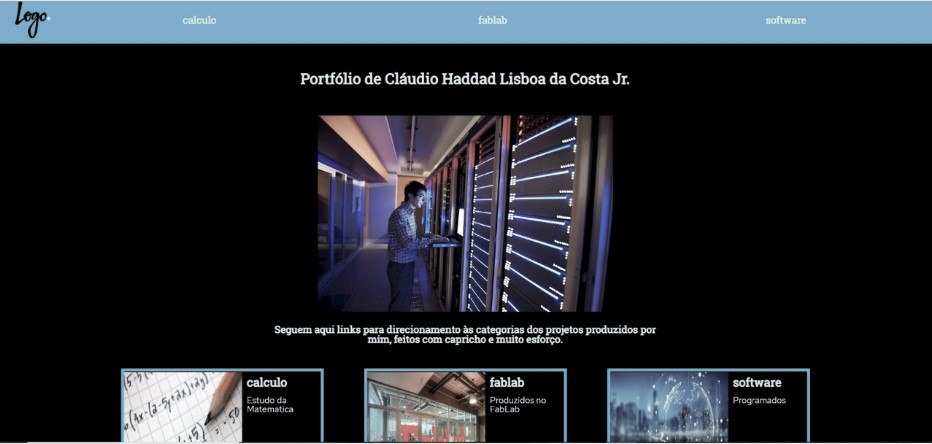 Logo
calculo
fablab
software
Portfólio de Cláudio Haddad Lisboa da Costa Jr.
Seguem aqui links para direcionamento às categorias dos projetos produzidos por
mim, feitos com capricho e muito esforço.
calculo
Estudo da
Matematica
fablab
Produzidos no
FabLab
software
Programados